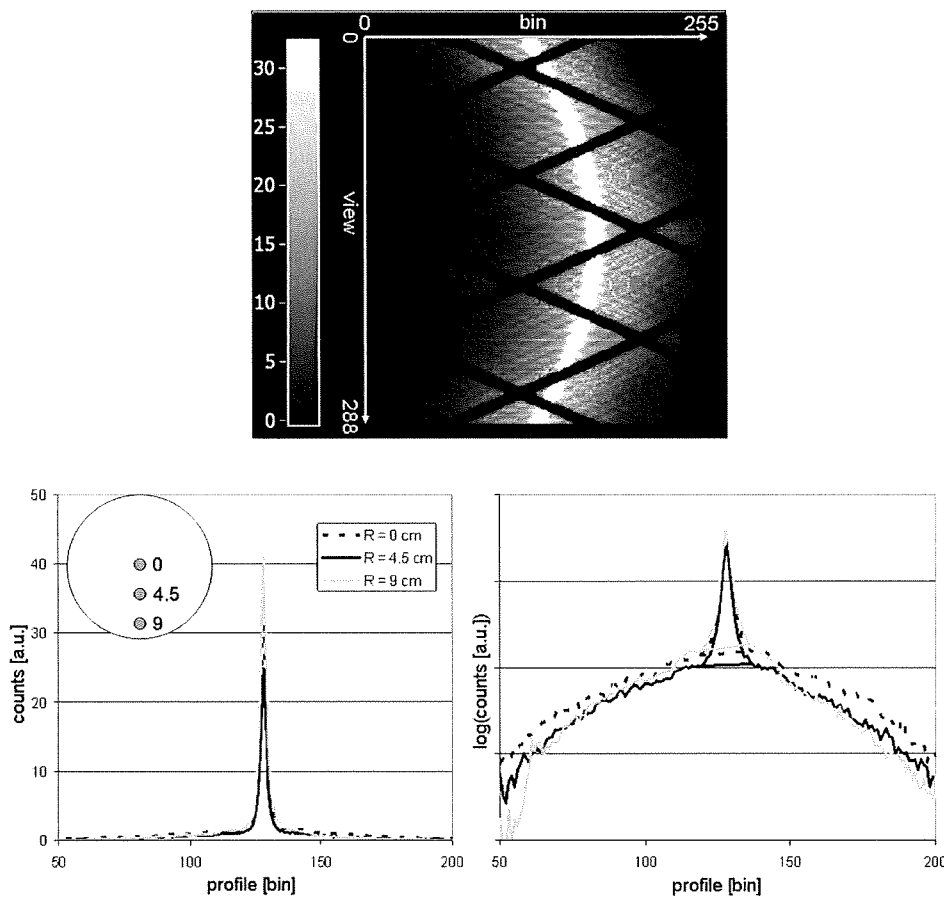 0 bin 255
0
view
288
30
25
20
15
10
5
0
50
40
30
20
10
0
50 100 150 200
counts [a.u.]
profile [bin]
0
4.5
9
R = 0 cm
R = 4.5 cm
R = 9 cm
log(counts [a.u.])
50 100 150 200
profile [bin]